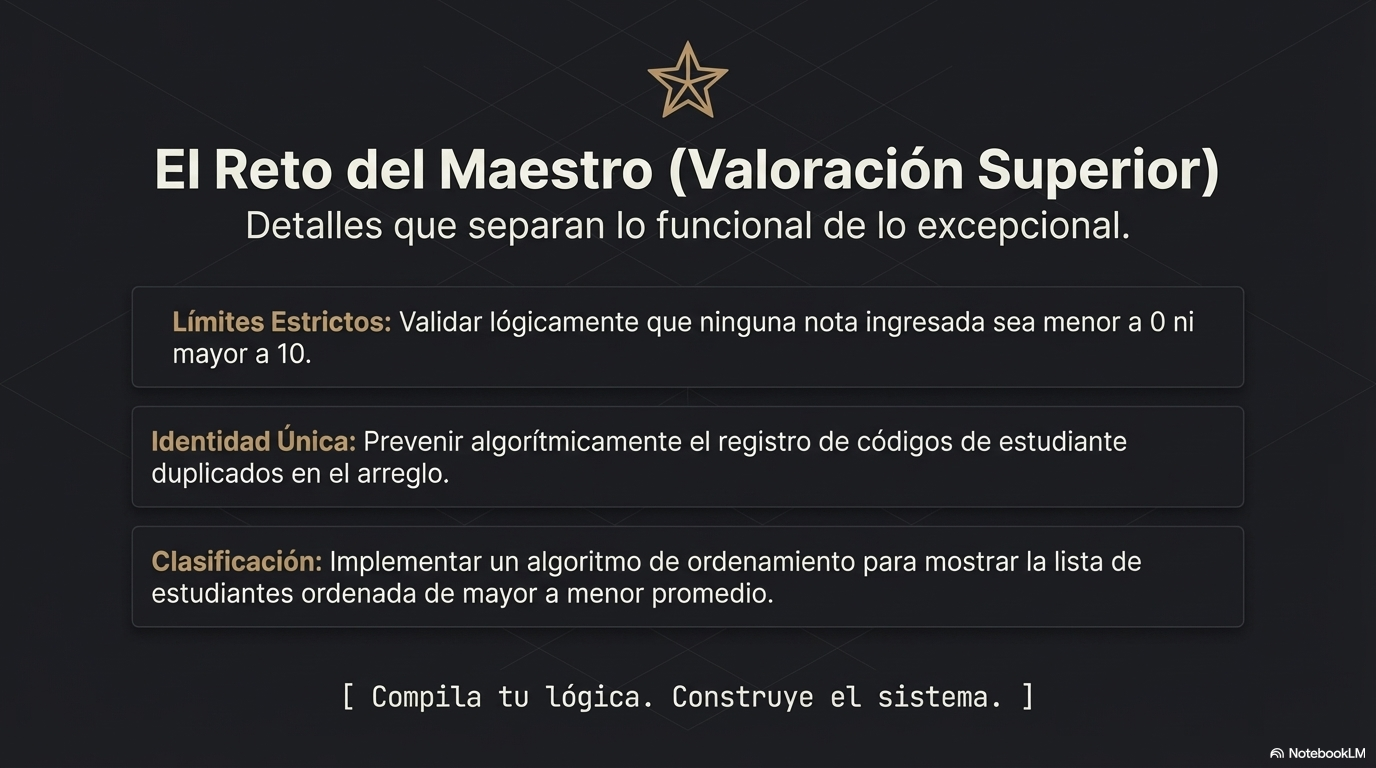 El Reto del Maestro (Valoración Superior)
Detalles que separan lo funcional de lo excepcional.
Límites Estrictos: Validar lógicamente que ninguna nota ingresada sea menor a 0 ni
mayor a 10.
Identidad Única: Prevenir algorítmicamente el registro de códigos de estudiante
duplicados en el arreglo.
Clasificación: Implementar un algoritmo de ordenamiento para mostrar la lista de
estudiantes ordenada de mayor a menor promedio.
[ Compila tu lógica. Construye el sistema. ]
NotebookLM